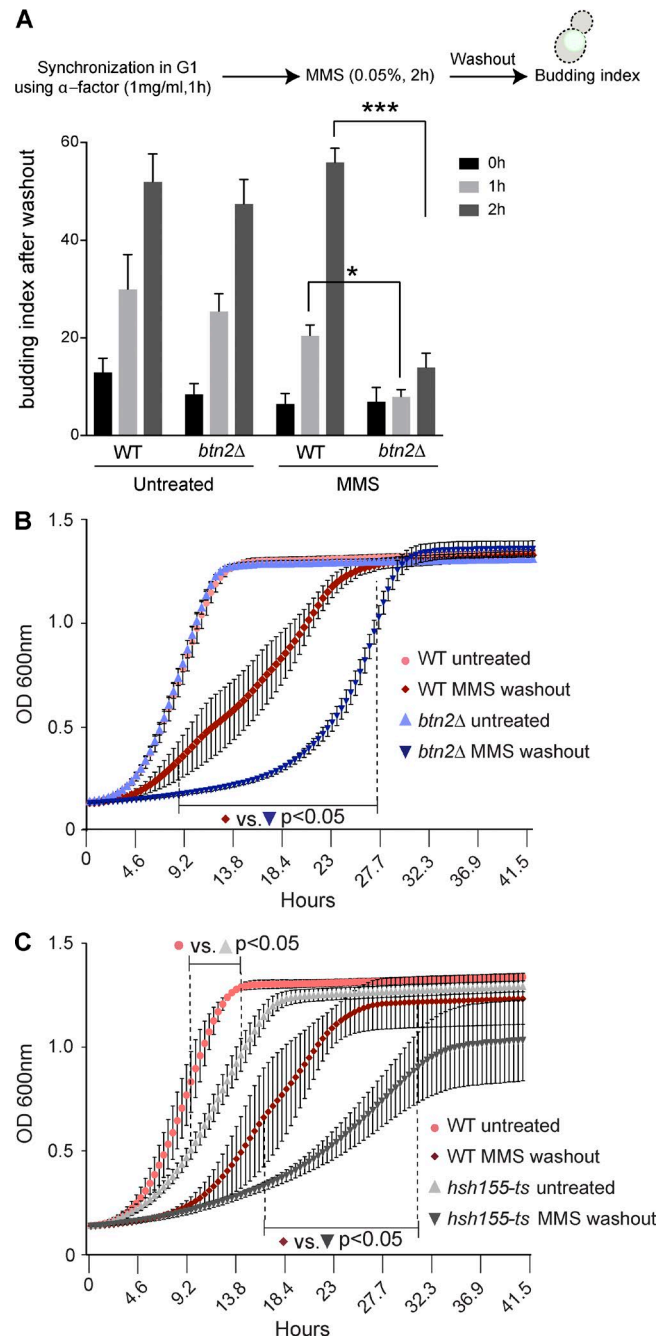 A
Synchronization in G1
using α–factor (1mg/ml,1h)
MMS (0.05%, 2h)
Washout
Budding index
budding index after washout
60
40
20
0
***
*
0h
1h
2h
WT
btn2Δ
WT
btn2Δ
Untreated
MMS
B
OD 600nm
1.5
1.0
0.5
0
WT untreated
WT MMS washout
btn2Δ untreated
btn2Δ MMS washout
vs. p<0.05
0 4.6 9.2 13.8 18.4 23 27.7 32.3 36.9 41.5
Hours
C
OD 600nm
1.5
1.0
0.5
0
vs. p<0.05
WT untreated
WT MMS washout
hsh155-ts untreated
hsh155-ts MMS washout
vs. p<0.05
0 4.6 9.2 13.8 18.4 23 27.7 32.3 36.9 41.5
Hours